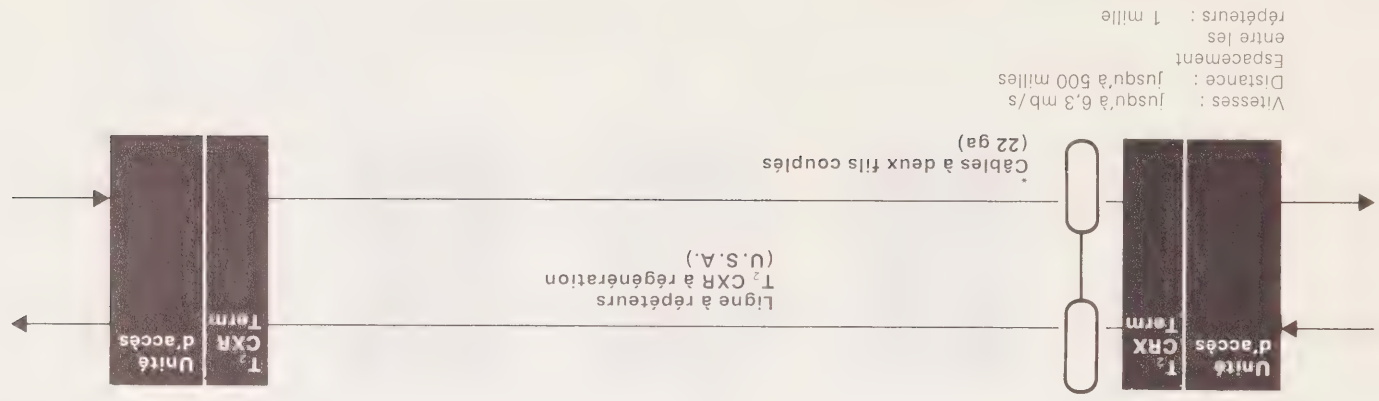 Unité
d'accès
T₂
CRX
Term
Ligne à répéteurs
T₂ CXR à régénération
(U.S.A.)
T₂
CXR
Term
Unité
d'accès
* Câbles à deux fils couplés
(22 ga)
Vitesses : jusqu'à 6,3 mb/s
Distance : jusqu'à 500 milles
Espacement
entre les
répéteurs : 1 mille